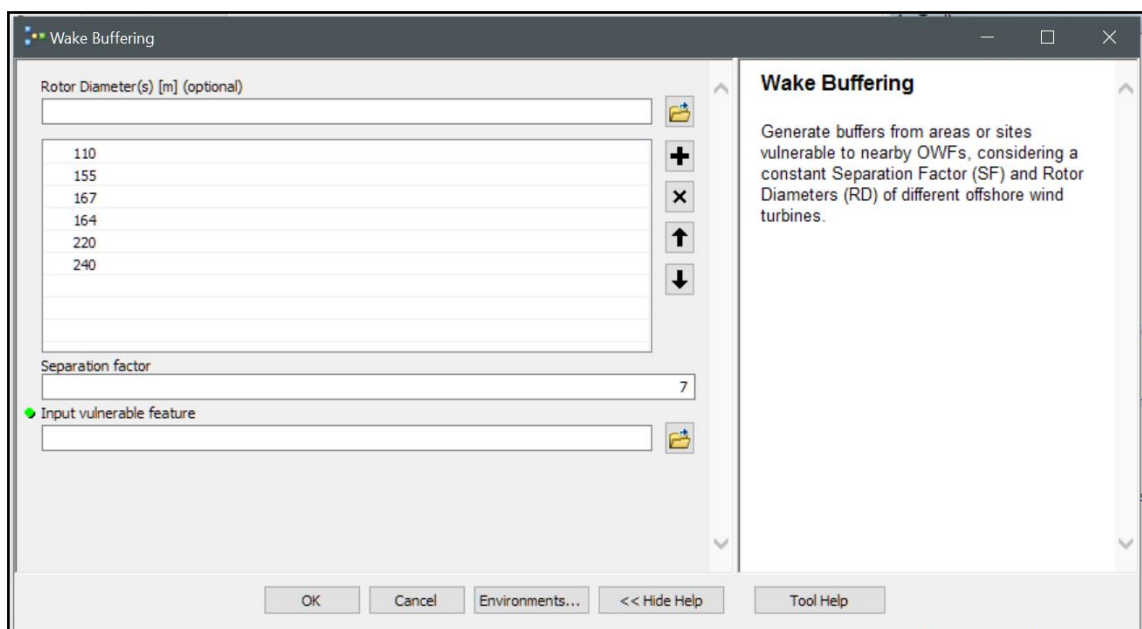 Wake Buffering
Rotor Diameter(s) [m] (optional)
110
155
167
164
220
240
Separation factor
7
Input vulnerable feature
Wake Buffering
Generate buffers from areas or sites
vulnerable to nearby OWFs, considering a
constant Separation Factor (SF) and Rotor
Diameters (RD) of different offshore wind
turbines.
OK
Cancel
Environments...
<< Hide Help
Tool Help